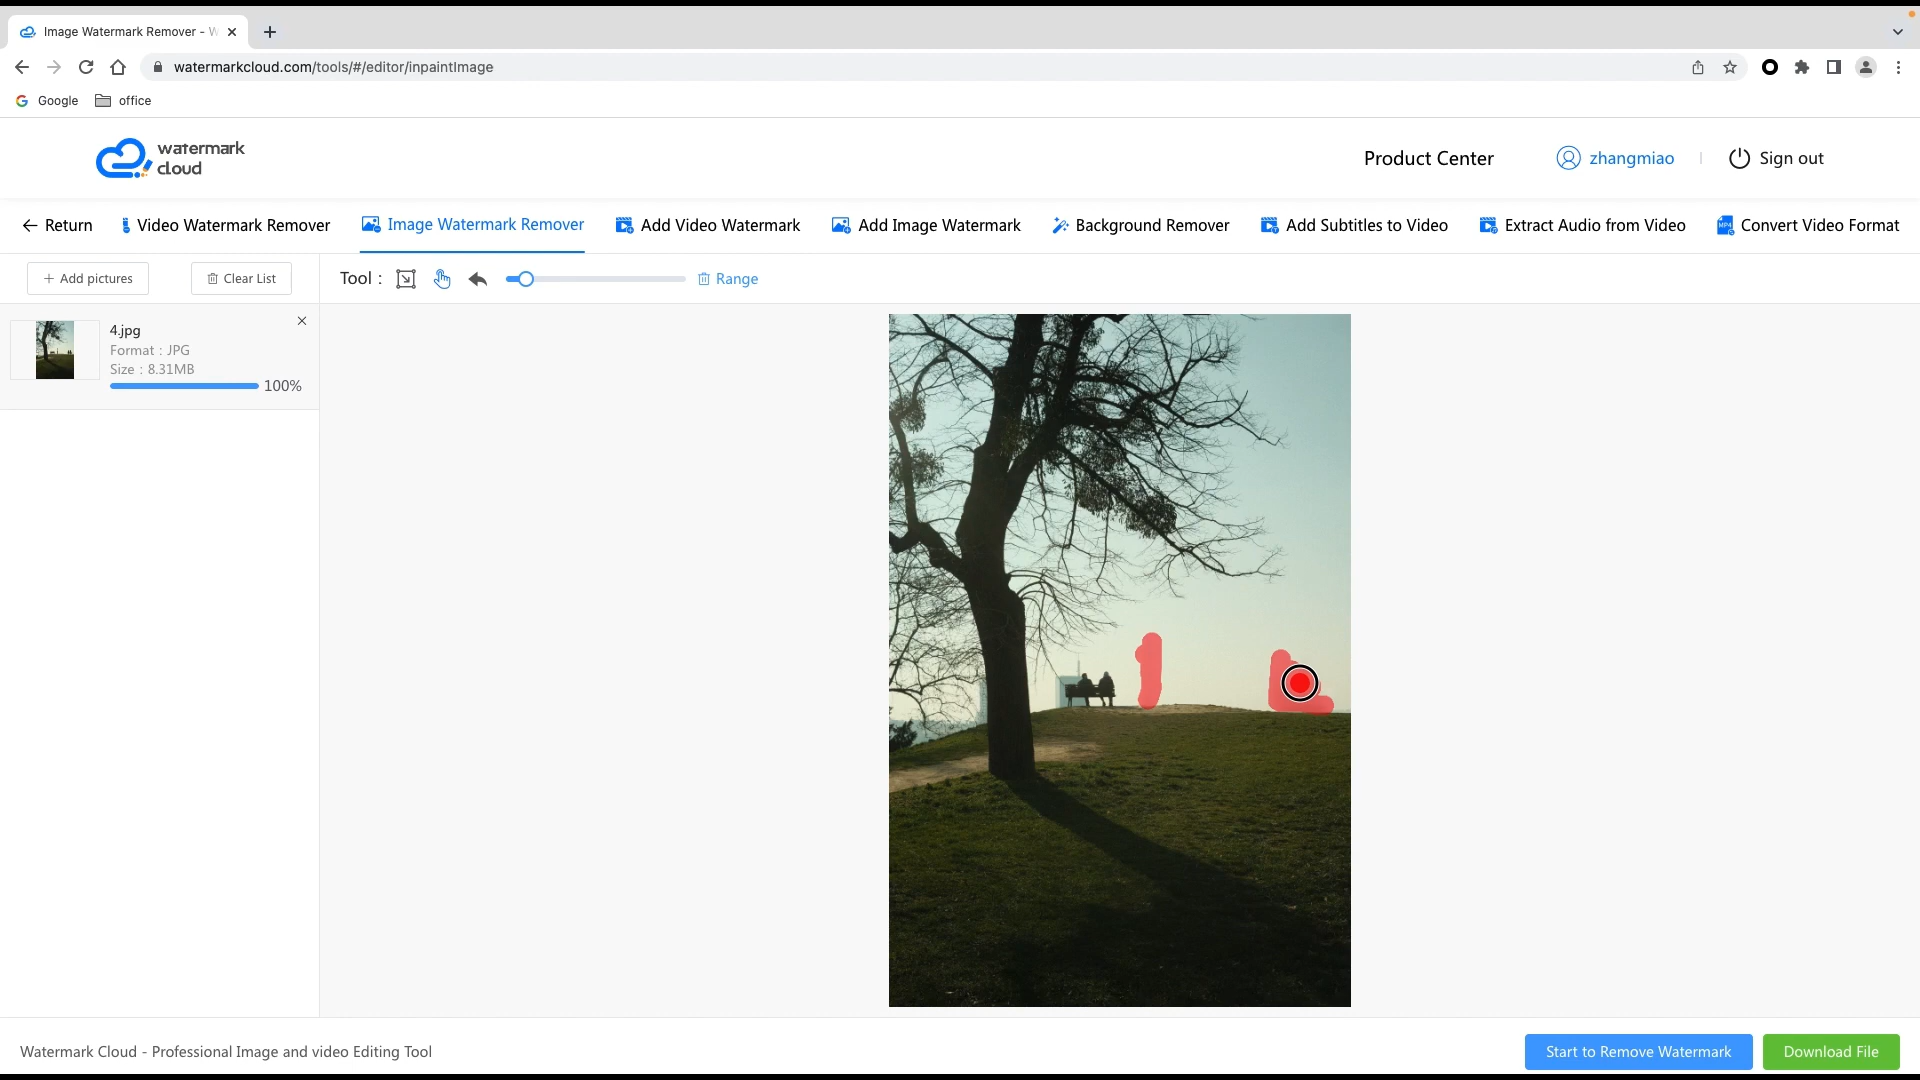 Image Watermark Remover - W
watermarkcloud.com/tools/#/editor/inpaintImage
Google office
watermark
cloud
Product Center zhangmiao Sign out
Return Video Watermark Remover Image Watermark Remover Add Video Watermark Add Image Watermark Background Remover Add Subtitles to Video Extract Audio from Video Convert Video Format
+ Add pictures Clear List Tool : Range
4.jpg
Format : JPG
Size : 8.31MB
100%
Watermark Cloud - Professional Image and video Editing Tool Start to Remove Watermark Download File